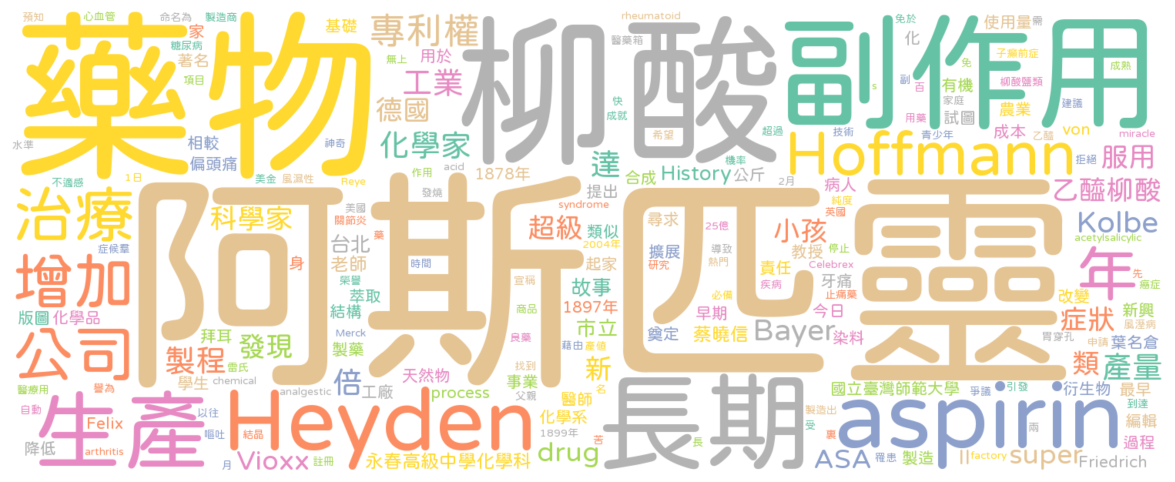 預知 心血管 命名為 製造商
家 基礎 專利權 rheumatoid 醫藥箱 免於 使用量 需
糖尿病 著名 藥物 無上 用於 柳酸 副作用 化 子癲前症
項目 工業 快 成就 副 百 有機 柳酸鹽類 成熟
德國 s 用藥 家庭 農業 建議
水準 相較 神奇 化學家 希望 超過 技術 試圖 青少年 成本 乙醯 miracle
偏頭痛 作用 acid 1878年 達 機率 Hoffmann von 拒絕 服用
不適感 1日 美金 風濕性 Reye 發燒 提出 合成 History 公斤 2月 病人 純度 免
治療 科學家 美國 關節炎 syndrome 尋求 25億 英國 乙醯柳酸
症候羣 藥 超級 類似 小孩 Kolbe
台北 阿斯匹靈 2004年 擴展 導致 教授 停止 acetylsalicylic
增加 身 老師 時間 起家 研究 熱門 Celebrex 責任 年 先
榮譽 宣稱 故事 疾病 牙痛 止痛藥 癌症
萃取 商品 1897年 必備 今日 改變 新興
版圖 化學品 結構 市立 早期 症狀 風溼病
拜耳 發現 Merck 良藥 奠定 蔡曉信 Bayer 染料 胃穿孔 申請 葉名倉
公司 製程 雷氏 製藥 藉由 產值 類 產量
學生 chemical 倍 天然物 找到 新
醫療用 譽為 工廠 analgestic process 事業 父親 名 國立臺灣師範大學 爭議 引發 衍生物 最早
自動 生產 以往 Heyden 醫師 長期 製造出 aspirin 到達
Felix 化學系 受 編輯
降低 嘔吐 結晶 1899年 苦 裏 兩 過程
arthritis 月 Vioxx 註冊 永春高級中學化學科 drug 長 ASA 罹患 製造 II factory super Friedrich